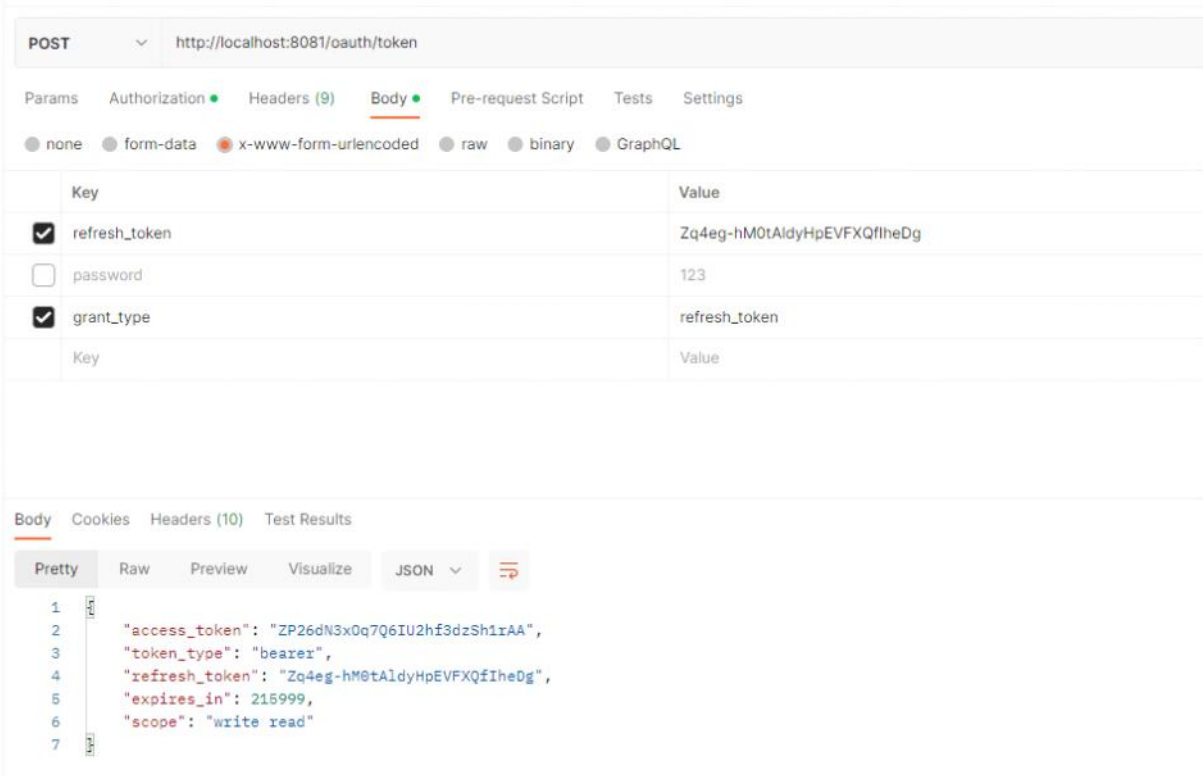 POST http://localhost:8081/oauth/token
Params Authorization Headers (9) Body Pre-request Script Tests Settings
none form-data x-www-form-urlencoded raw binary GraphQL
Key Value
refresh_token Zq4eg-hM0tAldyHpEVFXQfIheDg
password 123
grant_type refresh_token
Key Value
Body Cookies Headers (10) Test Results
Pretty Raw Preview Visualize JSON
1 {
2 "access_token": "ZP26dN3xOq7Q6IU2hf3dzSh1rAA",
3 "token_type": "bearer",
4 "refresh_token": "Zq4eg-hM0tAldyHpEVFXQfIheDg",
5 "expires_in": 215999,
6 "scope": "write read"
7 }